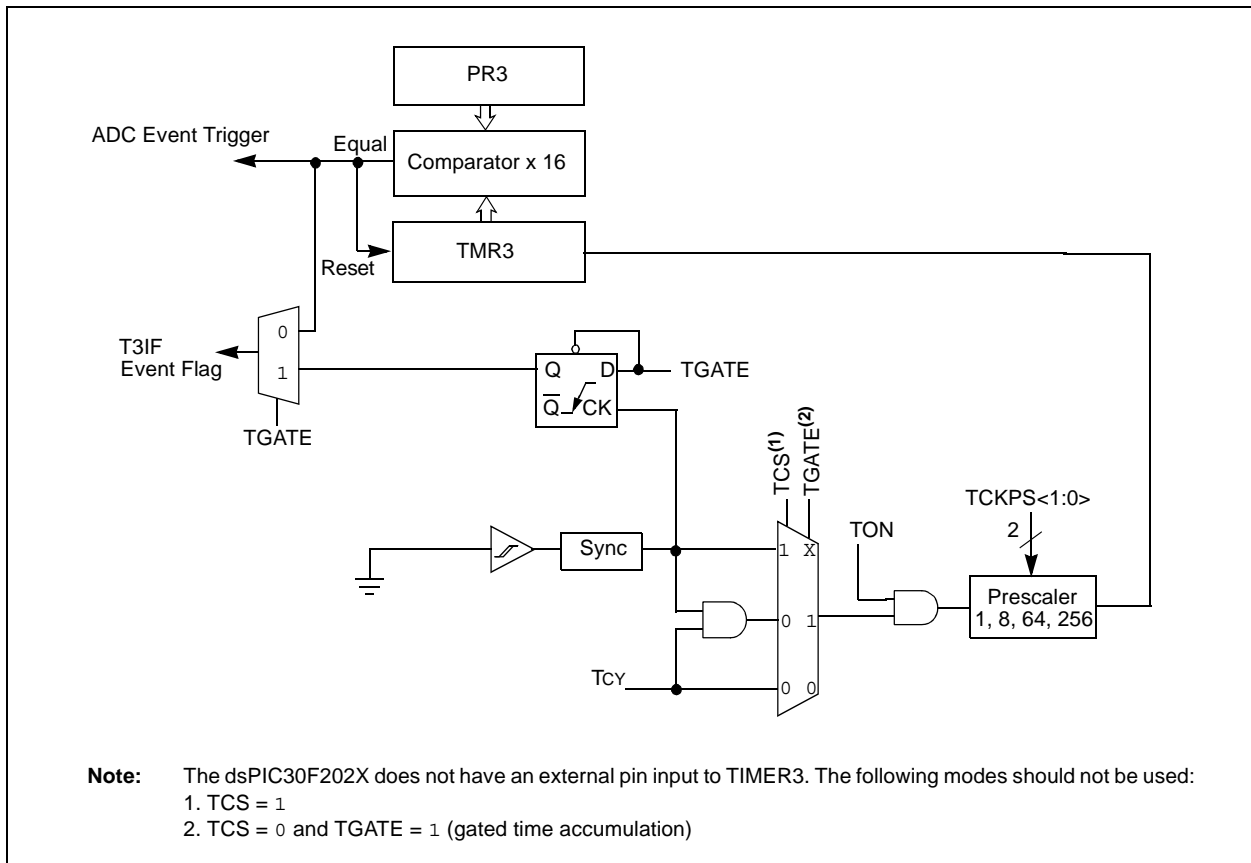 PR3
ADC Event Trigger
Equal
Comparator x 16
Reset
TMR3
0
1
T3IF
Event Flag
TGATE
Q D
Q̅ CK
TGATE
TCS(1)
TGATE(2)
TCKPS<1:0>
2
TON
Sync
1 X
0 1
0 0
Prescaler
1, 8, 64, 256
TCY
Note: The dsPIC30F202X does not have an external pin input to TIMER3. The following modes should not be used:
1. TCS = 1
2. TCS = 0 and TGATE = 1 (gated time accumulation)